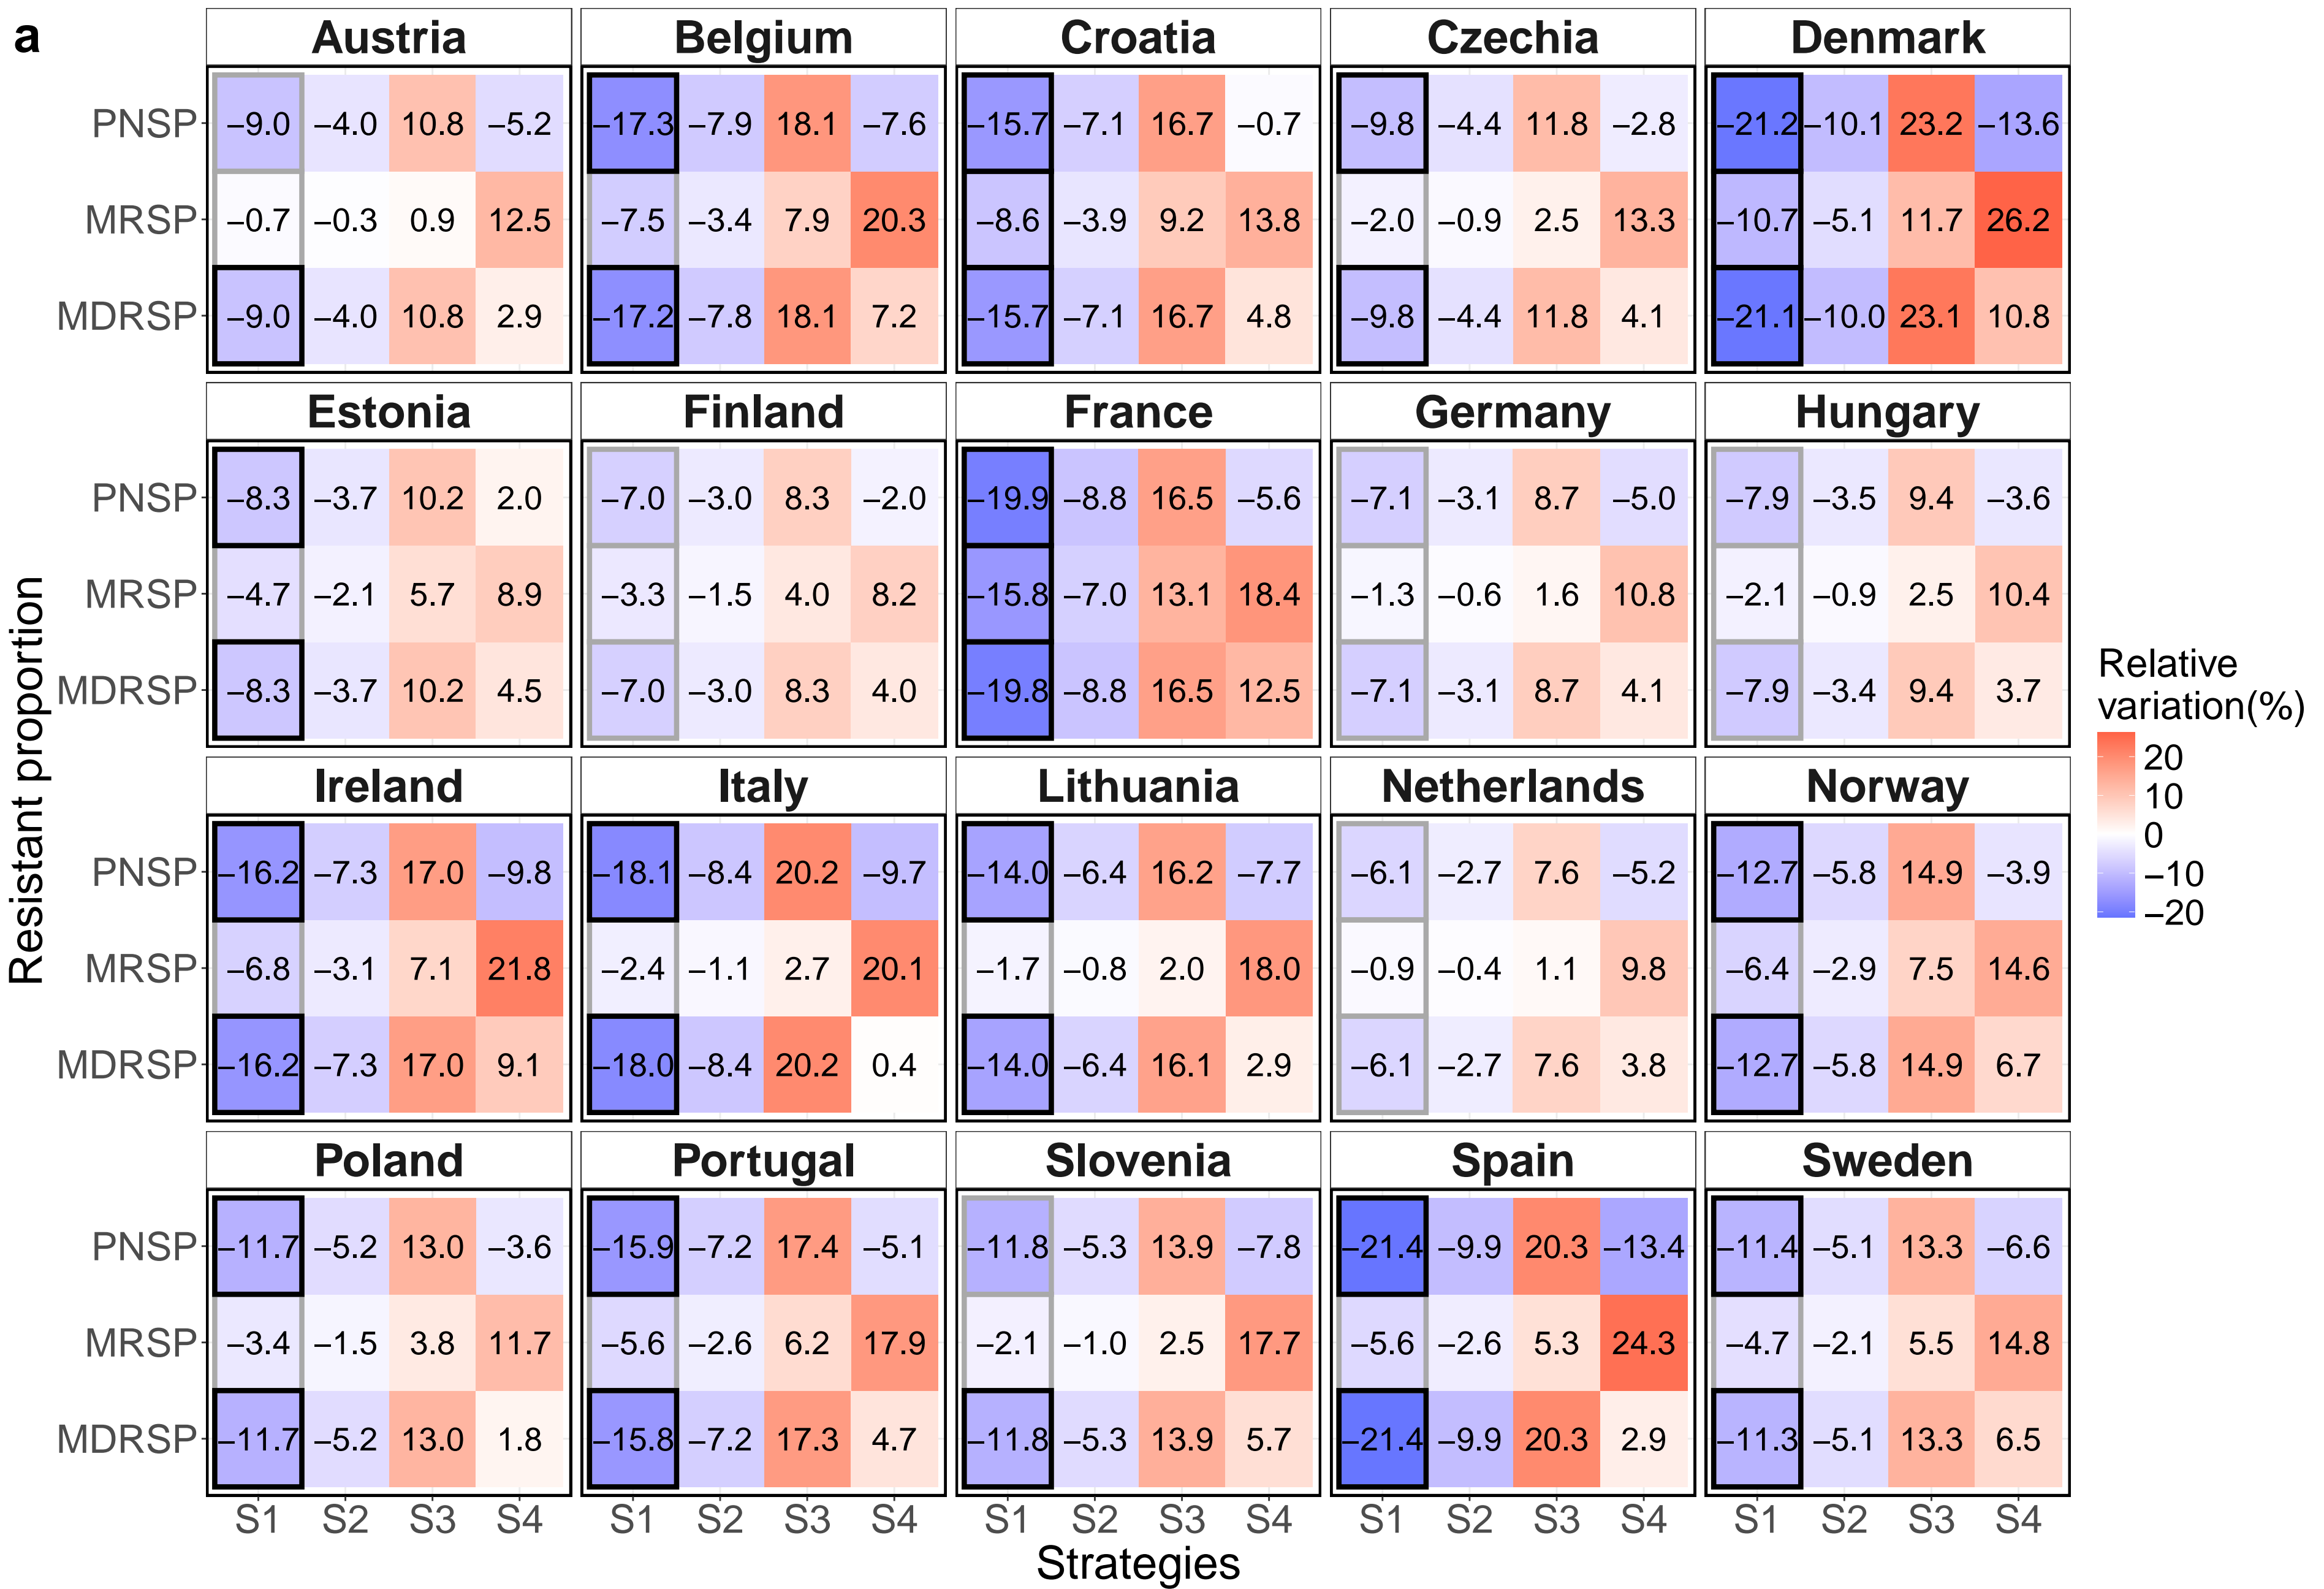 a
Austria Belgium Croatia Czechia Denmark
PNSP −9.0 −4.0 10.8 −5.2 −17.3 −7.9 18.1 −7.6 −15.7 −7.1 16.7 −0.7 −9.8 −4.4 11.8 −2.8 −21.2 −10.1 23.2 −13.6
MRSP −0.7 −0.3 0.9 12.5 −7.5 −3.4 7.9 20.3 −8.6 −3.9 9.2 13.8 −2.0 −0.9 2.5 13.3 −10.7 −5.1 11.7 26.2
MDRSP −9.0 −4.0 10.8 2.9 −17.2 −7.8 18.1 7.2 −15.7 −7.1 16.7 4.8 −9.8 −4.4 11.8 4.1 −21.1 −10.0 23.1 10.8
Estonia Finland France Germany Hungary
PNSP −8.3 −3.7 10.2 2.0 −7.0 −3.0 8.3 −2.0 −19.9 −8.8 16.5 −5.6 −7.1 −3.1 8.7 −5.0 −7.9 −3.5 9.4 −3.6
MRSP −4.7 −2.1 5.7 8.9 −3.3 −1.5 4.0 8.2 −15.8 −7.0 13.1 18.4 −1.3 −0.6 1.6 10.8 −2.1 −0.9 2.5 10.4
MDRSP −8.3 −3.7 10.2 4.5 −7.0 −3.0 8.3 4.0 −19.8 −8.8 16.5 12.5 −7.1 −3.1 8.7 4.1 −7.9 −3.4 9.4 3.7
Ireland Italy Lithuania Netherlands Norway
PNSP −16.2 −7.3 17.0 −9.8 −18.1 −8.4 20.2 −9.7 −14.0 −6.4 16.2 −7.7 −6.1 −2.7 7.6 −5.2 −12.7 −5.8 14.9 −3.9
MRSP −6.8 −3.1 7.1 21.8 −2.4 −1.1 2.7 20.1 −1.7 −0.8 2.0 18.0 −0.9 −0.4 1.1 9.8 −6.4 −2.9 7.5 14.6
MDRSP −16.2 −7.3 17.0 9.1 −18.0 −8.4 20.2 0.4 −14.0 −6.4 16.1 2.9 −6.1 −2.7 7.6 3.8 −12.7 −5.8 14.9 6.7
Poland Portugal Slovenia Spain Sweden
PNSP −11.7 −5.2 13.0 −3.6 −15.9 −7.2 17.4 −5.1 −11.8 −5.3 13.9 −7.8 −21.4 −9.9 20.3 −13.4 −11.4 −5.1 13.3 −6.6
MRSP −3.4 −1.5 3.8 11.7 −5.6 −2.6 6.2 17.9 −2.1 −1.0 2.5 17.7 −5.6 −2.6 5.3 24.3 −4.7 −2.1 5.5 14.8
MDRSP −11.7 −5.2 13.0 1.8 −15.8 −7.2 17.3 4.7 −11.8 −5.3 13.9 5.7 −21.4 −9.9 20.3 2.9 −11.3 −5.1 13.3 6.5
S1 S2 S3 S4 S1 S2 S3 S4 S1 S2 S3 S4 S1 S2 S3 S4 S1 S2 S3 S4
Strategies
Resistant proportion
Relative
variation(%)
20
10
0
−10
−20